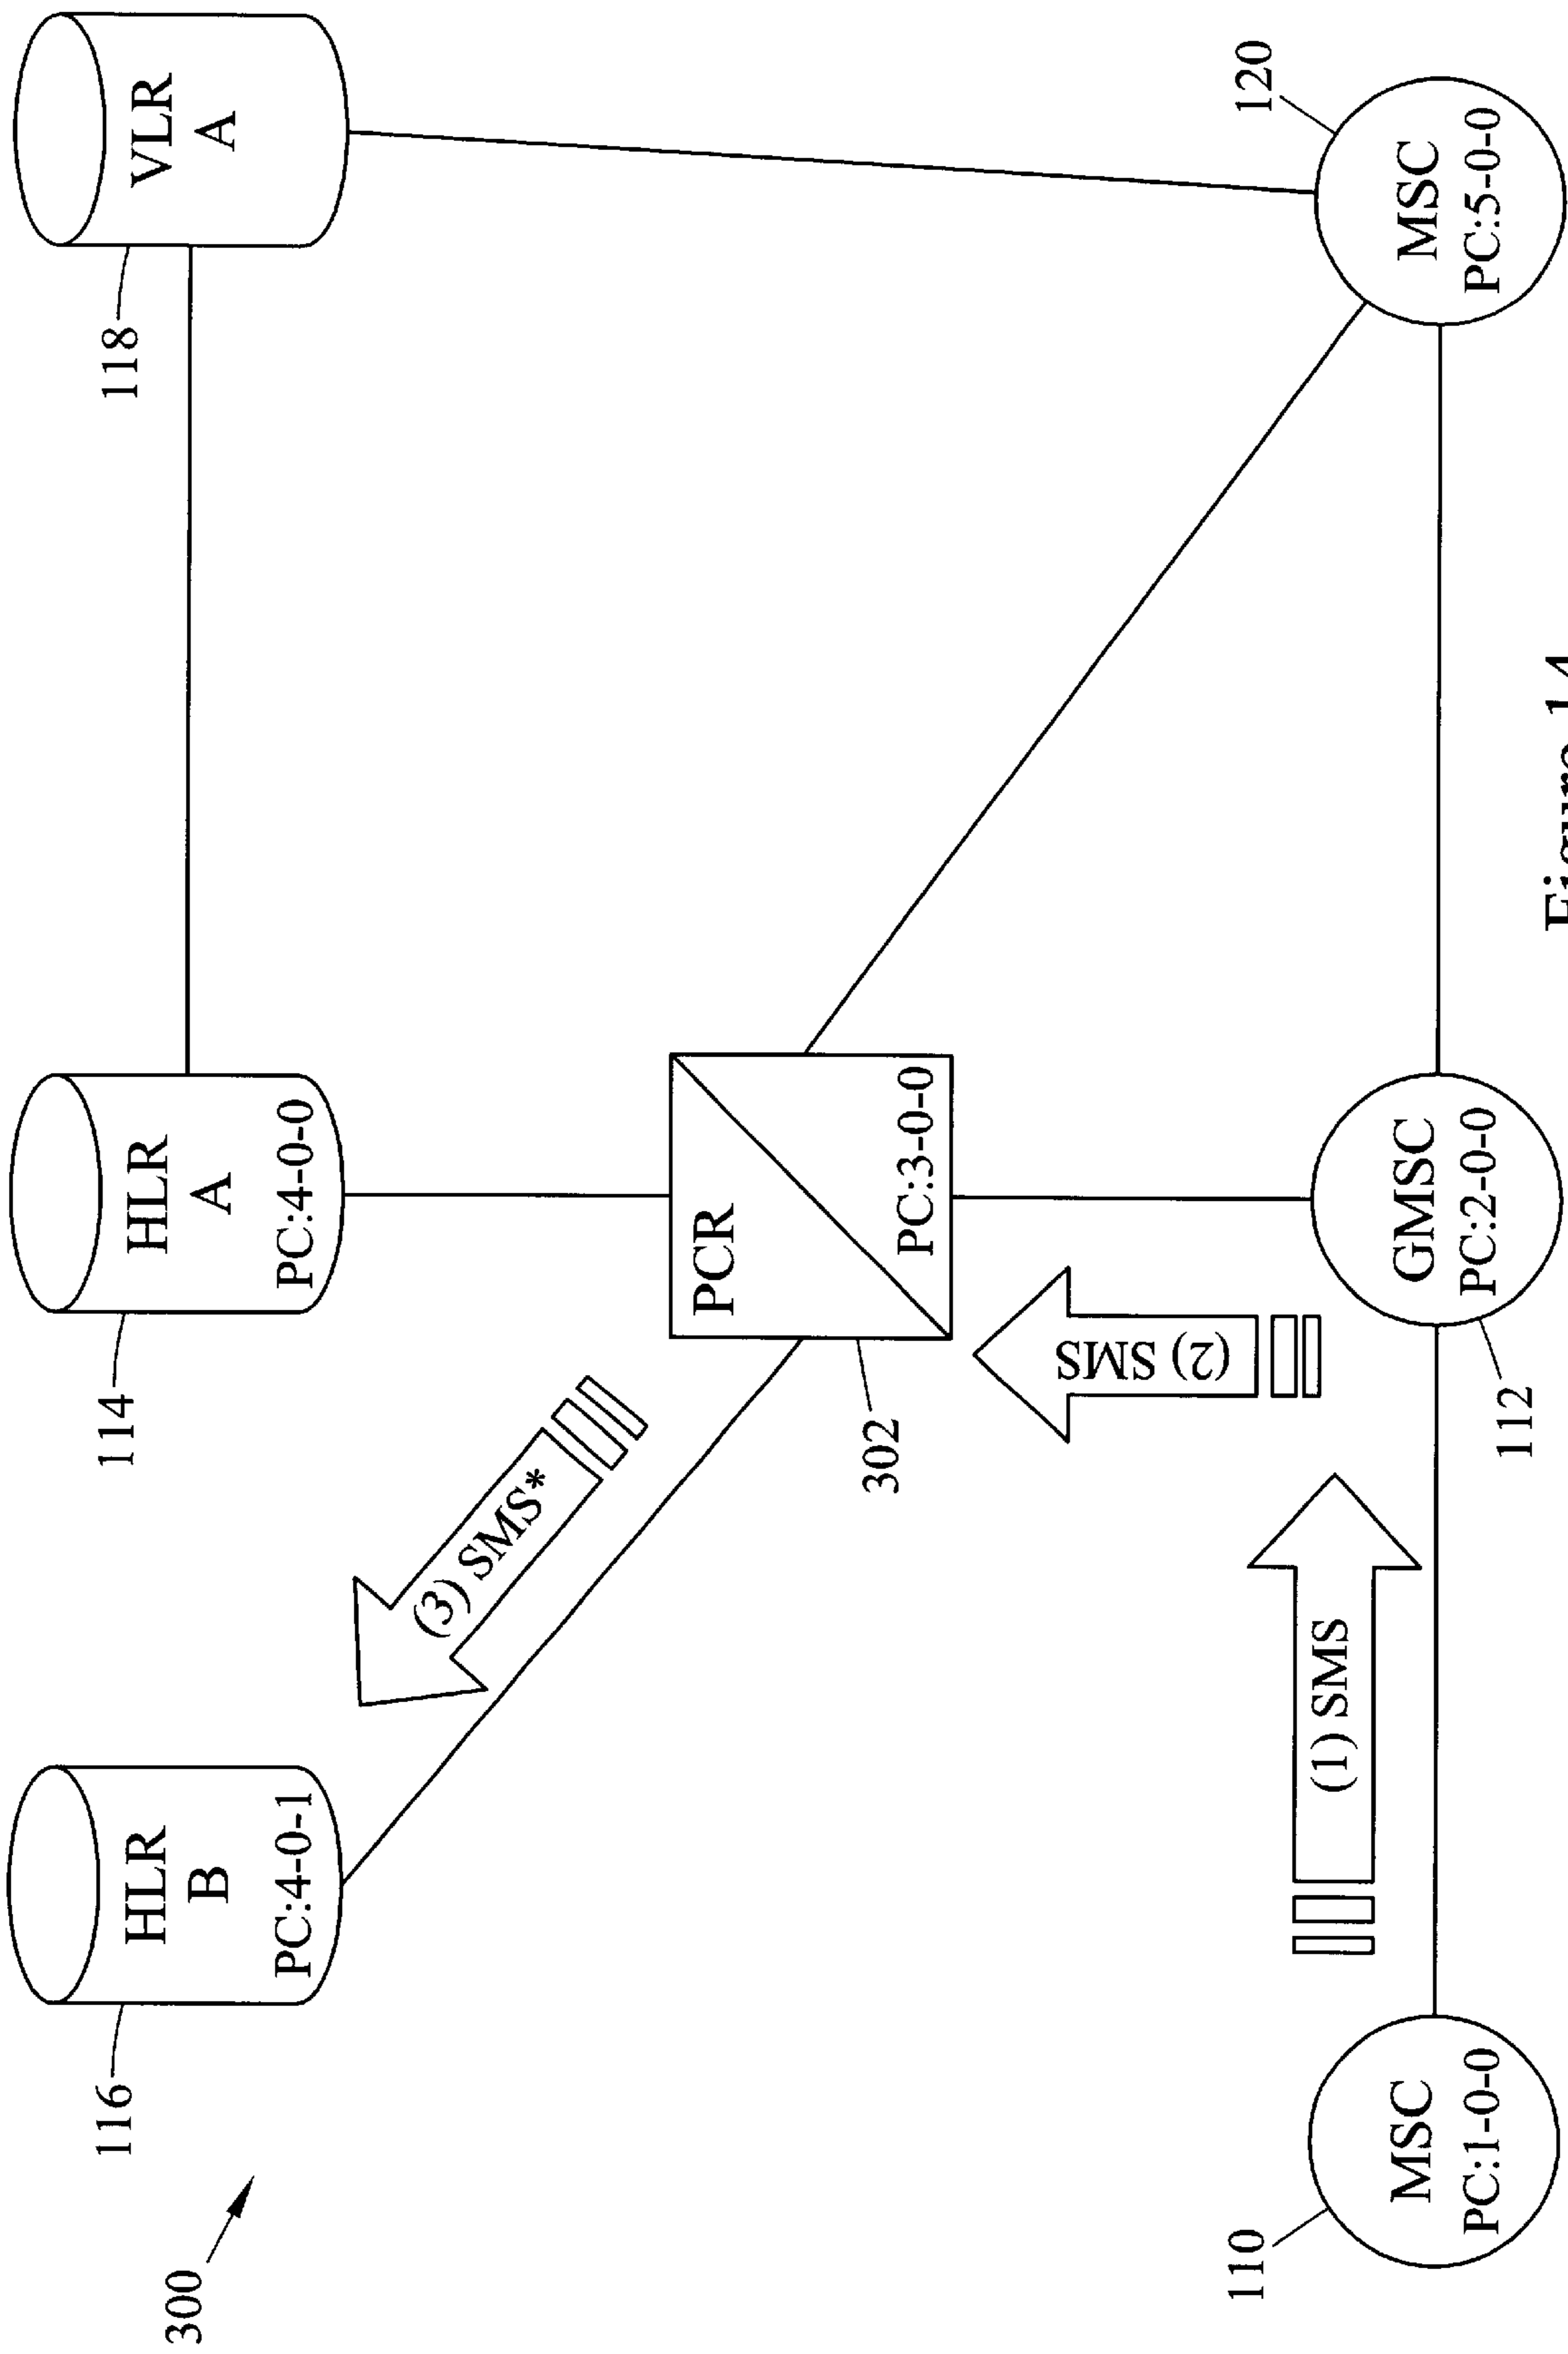 300
116
HLR
B
PC:4-0-1
114
HLR
A
PC:4-0-0
118
VLR
A
(3) SMS*
PCR
PC:3-0-0
302
(2) SMS
(1) SMS
110
MSC
PC:1-0-0
112
GMSC
PC:2-0-0
120
MSC
PC:5-0-0
Figure 14